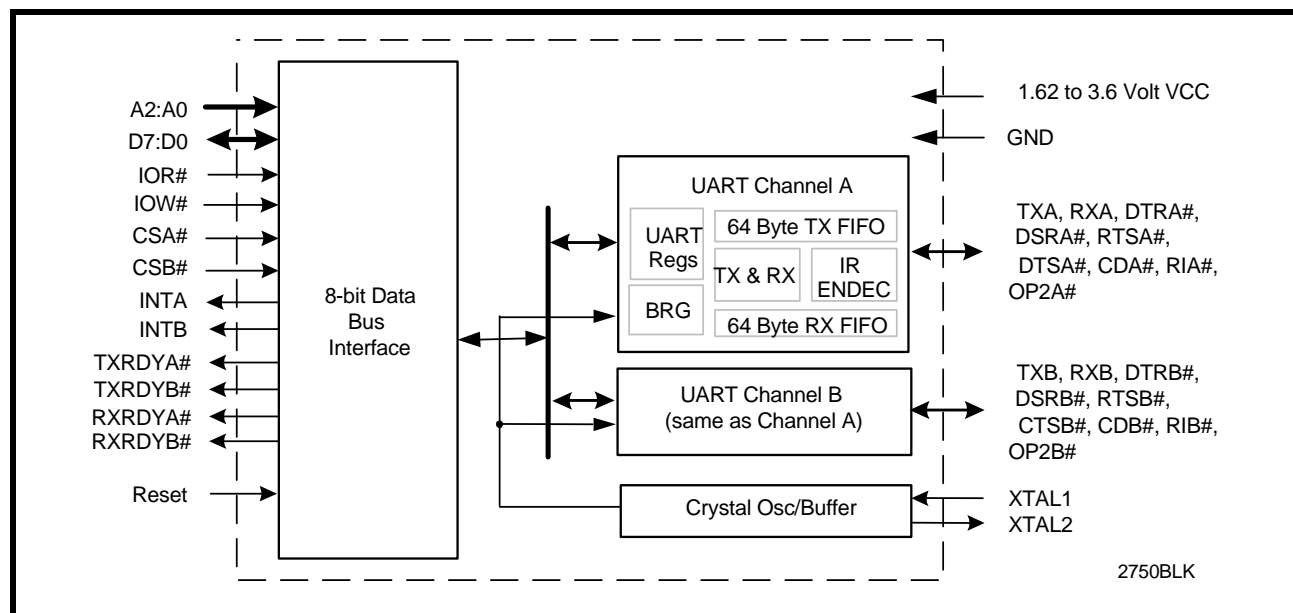 A2:A0
D7:D0
IOR#
IOW#
CSA#
CSB#
INTA
INTB
TXRDYA#
TXRDYB#
RXRDYA#
RXRDYB#
Reset
8-bit Data
Bus
Interface
UART Channel A
UART
Regs
BRG
64 Byte TX FIFO
TX & RX
IR
ENDEC
64 Byte RX FIFO
UART Channel B
(same as Channel A)
Crystal Osc/Buffer
1.62 to 3.6 Volt VCC
GND
TXA, RXA, DTRA#,
DSRA#, RTSA#,
DTSA#, CDA#, RIA#,
OP2A#
TXB, RXB, DTRB#,
DSRB#, RTSB#,
CTSB#, CDB#, RIB#,
OP2B#
XTAL1
XTAL2
2750BLK